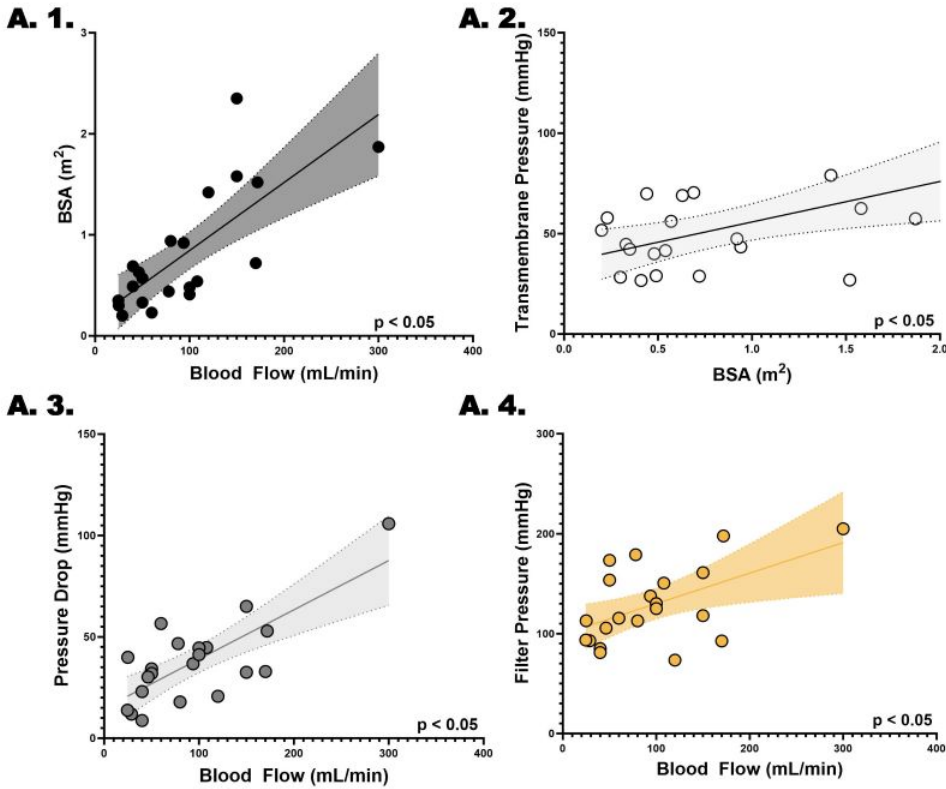 A. 1.
BSA (m²)
3
2
1
0
0
100
200
300
400
Blood Flow (mL/min)
p < 0.05
A. 2.
Transmembrane Pressure (mmHg)
150
100
50
0
0.0
0.5
1.0
1.5
2.0
BSA (m²)
p < 0.05
A. 3.
Pressure Drop (mmHg)
150
100
50
0
0
100
200
300
400
Blood Flow (mL/min)
p < 0.05
A. 4.
Filter Pressure (mmHg)
300
200
100
0
0
100
200
300
400
Blood Flow (mL/min)
p < 0.05